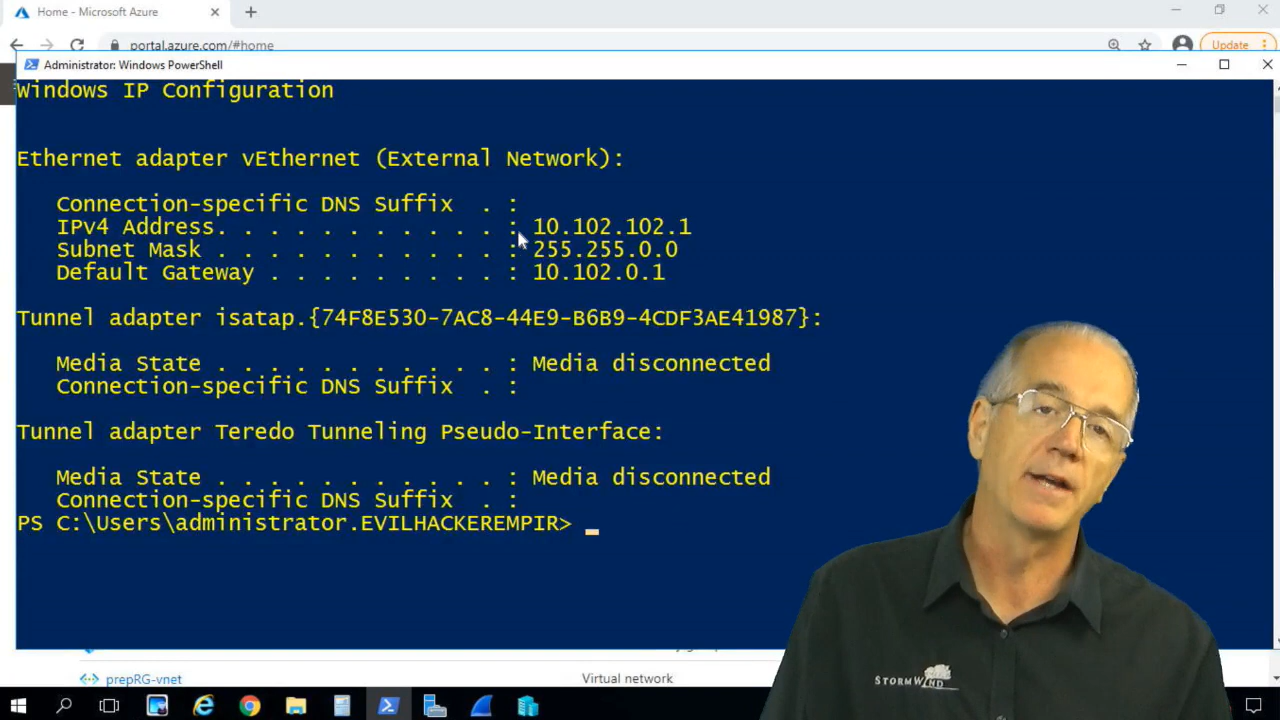 Home - Microsoft Azure
portal.azure.com/#home
Update
Administrator: Windows PowerShell
Windows IP Configuration
Ethernet adapter vEthernet (External Network):
Connection-specific DNS Suffix . :
IPv4 Address. . . . . . . . . . . : 10.102.102.1
Subnet Mask . . . . . . . . . . . : 255.255.0.0
Default Gateway . . . . . . . . . : 10.102.0.1
Tunnel adapter isatap.{74F8E530-7AC8-44E9-B6B9-4CDF3AE41987}:
Media State . . . . . . . . . . . : Media disconnected
Connection-specific DNS Suffix . :
Tunnel adapter Teredo Tunneling Pseudo-Interface:
Media State . . . . . . . . . . . : Media disconnected
Connection-specific DNS Suffix . :
PS C:\Users\administrator.EVILHACKEREMPIR>
prepRG-vnet Virtual network
STORMWIND